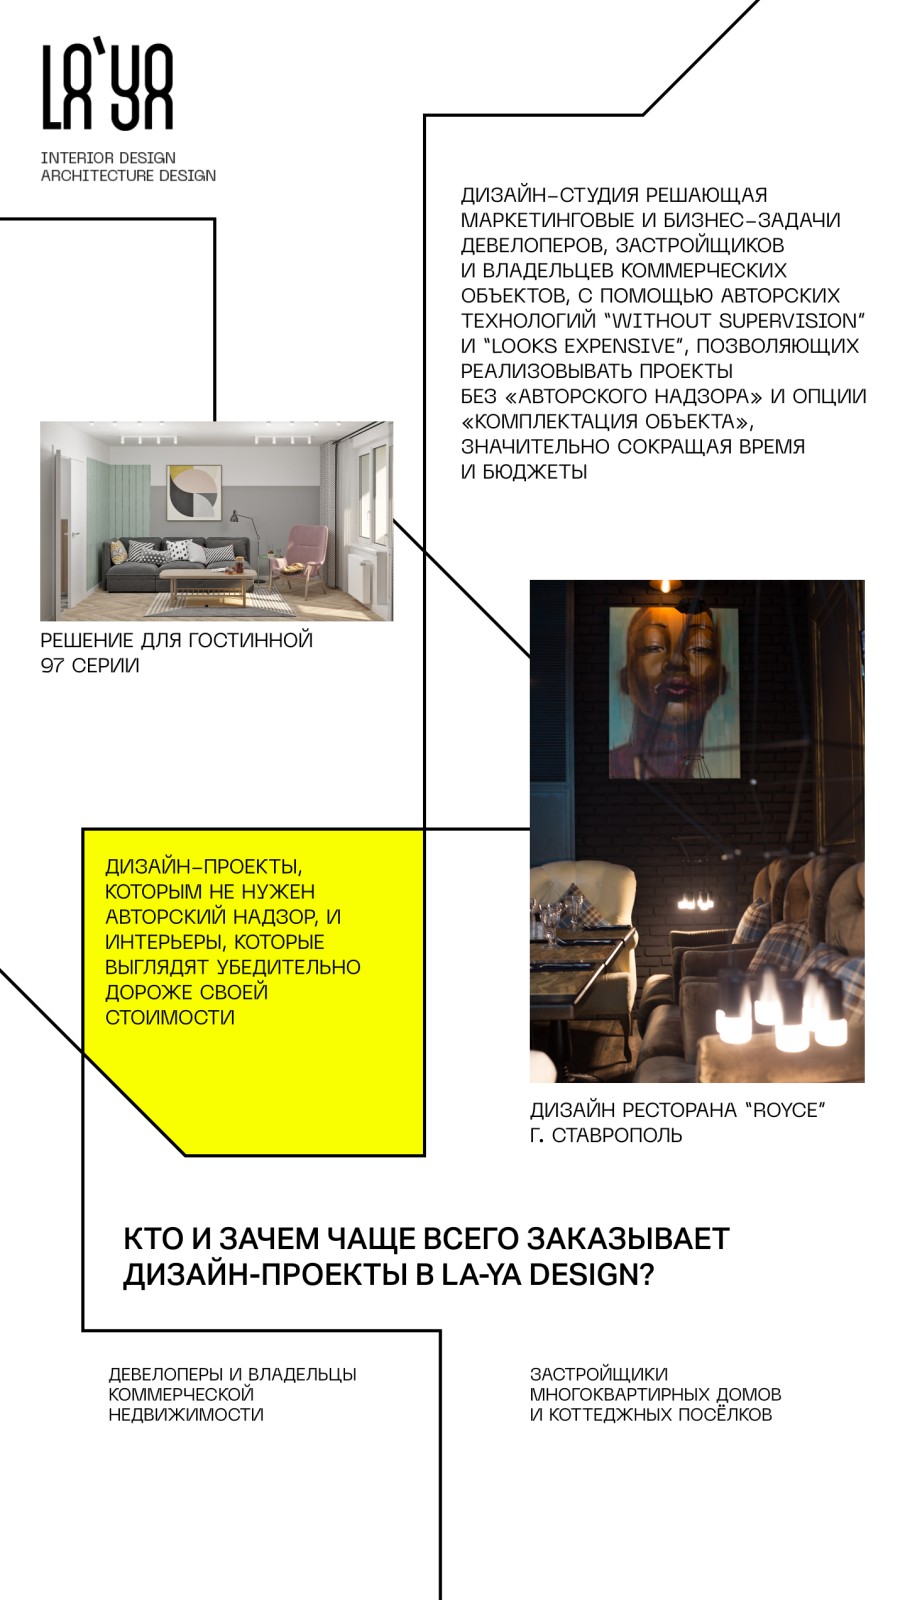 LA'YA
INTERIOR DESIGN
ARCHITECTURE DESIGN
ДИЗАЙН–СТУДИЯ РЕШАЮЩАЯ
МАРКЕТИНГОВЫЕ И БИЗНЕС–ЗАДАЧИ
ДЕВЕЛОПЕРОВ, ЗАСТРОЙЩИКОВ
И ВЛАДЕЛЬЦЕВ КОММЕРЧЕСКИХ
ОБЪЕКТОВ, С ПОМОЩЬЮ АВТОРСКИХ
ТЕХНОЛОГИЙ “WITHOUT SUPERVISION”
И “LOOKS EXPENSIVE”, ПОЗВОЛЯЮЩИХ
РЕАЛИЗОВЫВАТЬ ПРОЕКТЫ
БЕЗ «АВТОРСКОГО НАДЗОРА» И ОПЦИИ
«КОМПЛЕКТАЦИЯ ОБЪЕКТА»,
ЗНАЧИТЕЛЬНО СОКРАЩАЯ ВРЕМЯ
И БЮДЖЕТЫ
РЕШЕНИЕ ДЛЯ ГОСТИННОЙ
97 СЕРИИ
ДИЗАЙН–ПРОЕКТЫ,
КОТОРЫМ НЕ НУЖЕН
АВТОРСКИЙ НАДЗОР, И
ИНТЕРЬЕРЫ, КОТОРЫЕ
ВЫГЛЯДЯТ УБЕДИТЕЛЬНО
ДОРОЖЕ СВОЕЙ
СТОИМОСТИ
ДИЗАЙН РЕСТОРАНА “ROYCE”
Г. СТАВРОПОЛЬ
КТО И ЗАЧЕМ ЧАЩЕ ВСЕГО ЗАКАЗЫВАЕТ
ДИЗАЙН-ПРОЕКТЫ В LA-YA DESIGN?
ДЕВЕЛОПЕРЫ И ВЛАДЕЛЬЦЫ
КОММЕРЧЕСКОЙ
НЕДВИЖИМОСТИ
ЗАСТРОЙЩИКИ
МНОГОКВАРТИРНЫХ ДОМОВ
И КОТТЕДЖНЫХ ПОСЁЛКОВ